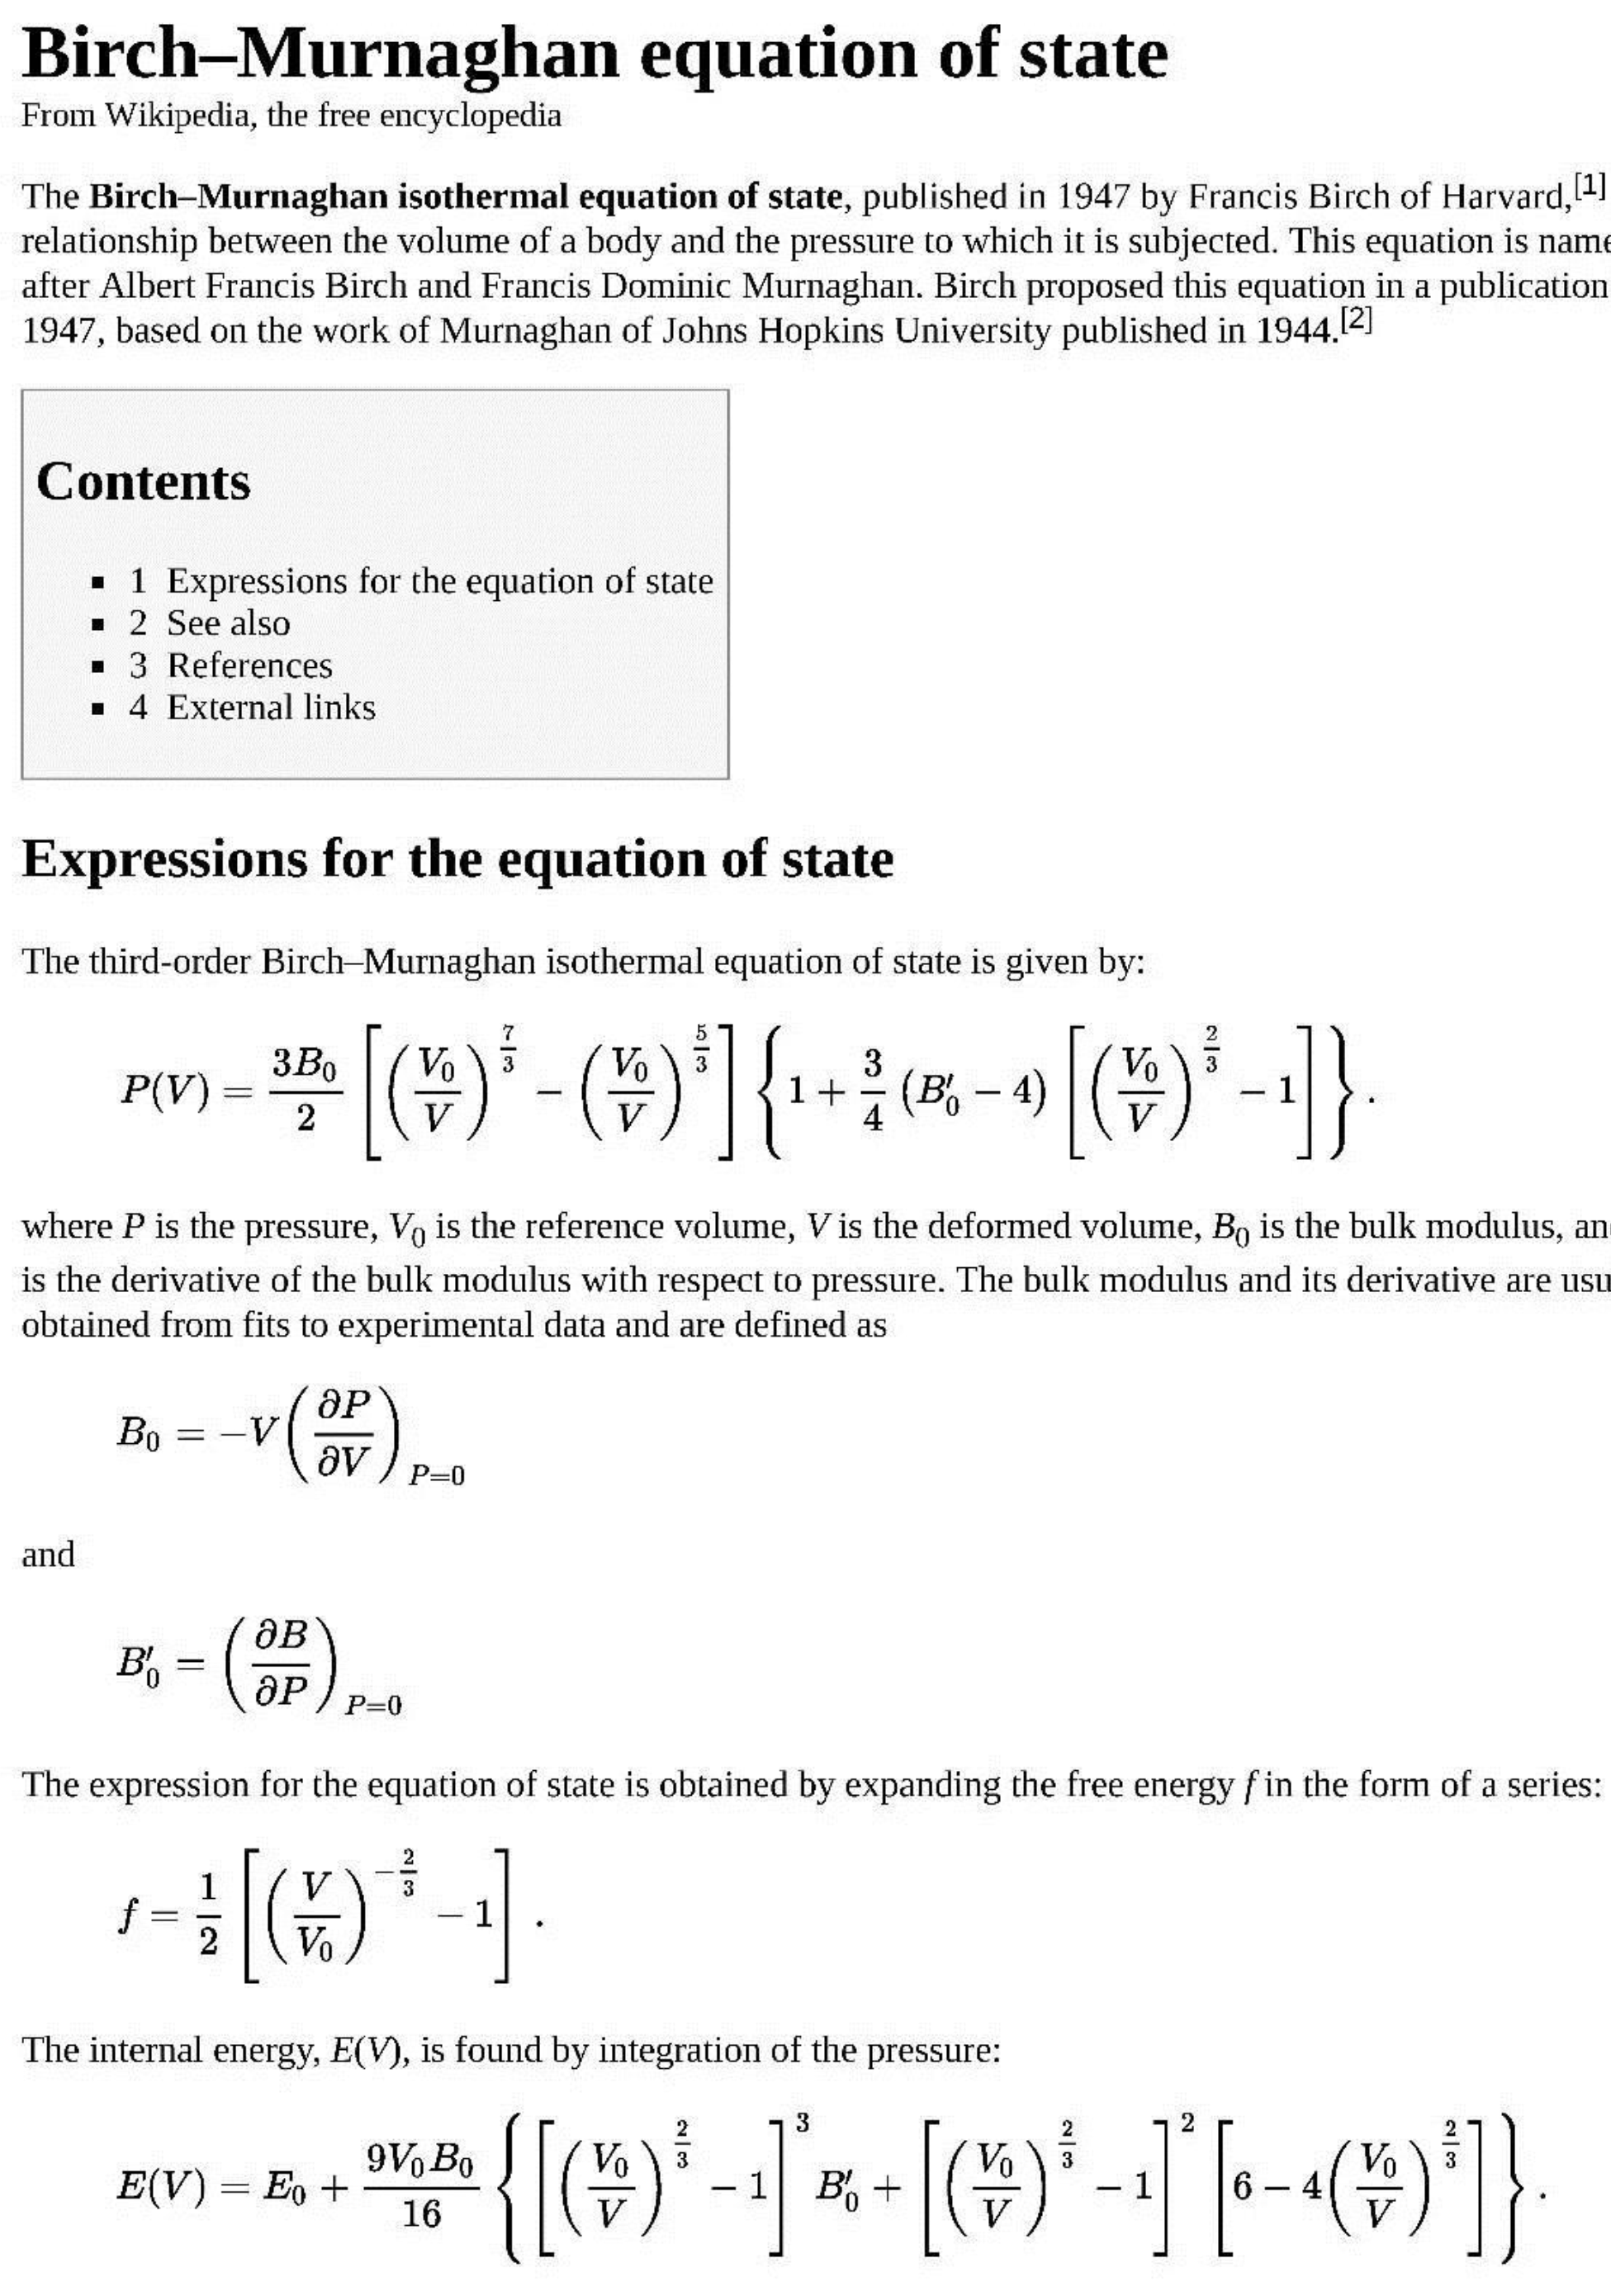 Birch–Murnaghan equation of state
From Wikipedia, the free encyclopedia
The Birch–Murnaghan isothermal equation of state, published in 1947 by Francis Birch of Harvard,[1]
relationship between the volume of a body and the pressure to which it is subjected. This equation is
after Albert Francis Birch and Francis Dominic Murnaghan. Birch proposed this equation in a publication
1947, based on the work of Murnaghan of Johns Hopkins University published in 1944.[2]
Contents
▪ 1 Expressions for the equation of state
▪ 2 See also
▪ 3 References
▪ 4 External links
Expressions for the equation of state
The third-order Birch–Murnaghan isothermal equation of state is given by:
P(V) = \frac{3B_0}{2} \left[ \left(\frac{V_0}{V}\right)^{\frac{7}{3}} - \left(\frac{V_0}{V}\right)^{\frac{5}{3}} \right] \left\{ 1 + \frac{3}{4} (B_0' - 4) \left[ \left(\frac{V_0}{V}\right)^{\frac{2}{3}} - 1 \right] \right\}.
where P is the pressure, V₀ is the reference volume, V is the deformed volume, B₀ is the bulk modulus,
is the derivative of the bulk modulus with respect to pressure. The bulk modulus and its derivative are
obtained from fits to experimental data and are defined as
B_0 = -V \left(\frac{\partial P}{\partial V}\right)_{P=0}
and
B_0' = \left(\frac{\partial B}{\partial P}\right)_{P=0}
The expression for the equation of state is obtained by expanding the free energy f in the form of a series:
f = \frac{1}{2} \left[ \left(\frac{V}{V_0}\right)^{-\frac{2}{3}} - 1 \right].
The internal energy, E(V), is found by integration of the pressure:
E(V) = E_0 + \frac{9V_0B_0}{16} \left\{ \left[ \left(\frac{V_0}{V}\right)^{\frac{2}{3}} - 1 \right]^3 B_0' + \left[ \left(\frac{V_0}{V}\right)^{\frac{2}{3}} - 1 \right]^2 \left[ 6 - 4 \left(\frac{V_0}{V}\right)^{\frac{2}{3}} \right] \right\}.